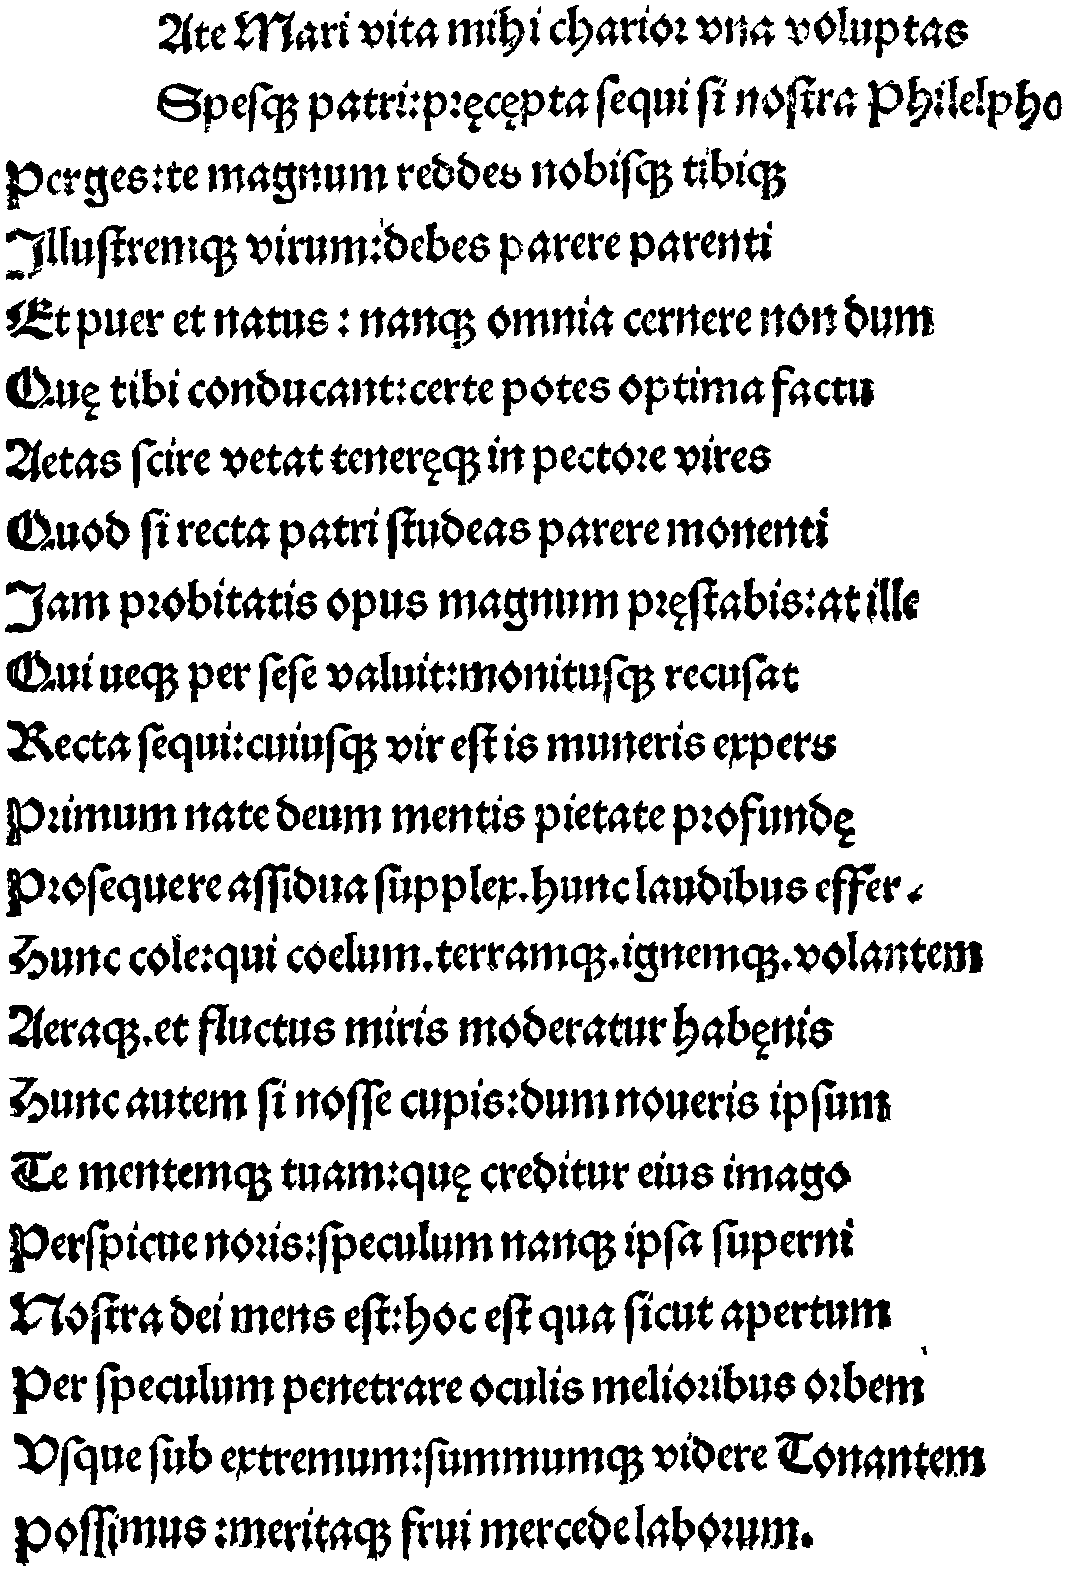 Ate Mari vita mihi charioꝛ vna voluptas
Speſqꝫ patri:pꝛęcępta ſequi ſi noſtra Philelpho
Perges:te magnum reddes nobiſqꝫ tibiqꝫ
Illuſtremqꝫ virum:debes parere parenti
Et puer et natus : nanqꝫ omnia cernere non dum
Quę tibi conducant:certe potes optima factu
Aetas ſcire vetat teneręqꝫ in pectoꝛe vires
Quod ſi recta patri ſtudeas parere monenti
Iam pꝛobitatis opus magnum pꝛęſtabis:at ille
Qui ueqꝫ per ſeſe valuit:monituſqꝫ recuſat
Recta ſequi:cuiuſqꝫ vir eſt is muneris expers
Pꝛimum nate deum mentis pietate pꝛofundę
Pꝛoſequere aſſidua ſupplex.hunc laudibus effer.
Hunc cole:qui coelum.terramqꝫ.ignemqꝫ.volantem
Aeraqꝫ.et fluctus miris moderatur habęnis
Hunc autem ſi noſſe cupis:dum noueris ipſum
Te mentemqꝫ tuam:quę creditur eius imago
Perſpicue noꝛis:ſpeculum nanqꝫ ipſa ſuperni
Noſtra dei mens eſt:hoc eſt qua ſicut apertum
Per ſpeculum penetrare oculis melioꝛibus oꝛbem
Vſque ſub extremum:ſummumqꝫ videre Tonantem
Poſſimus :meritaqꝫ frui mercede laboꝛum.